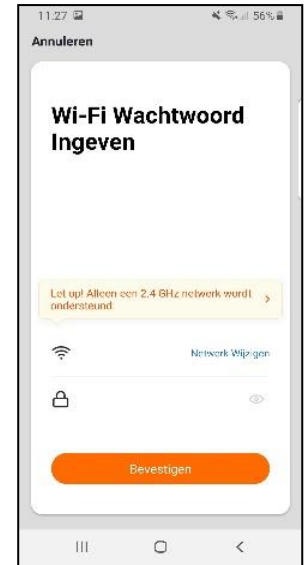 11:27 56%
Annuleren
Wi-Fi Wachtwoord
Ingeven
Let op! Alleen een 2.4 GHz netwerk wordt
ondersteund
Netwerk Wijzigen
Bevestigen